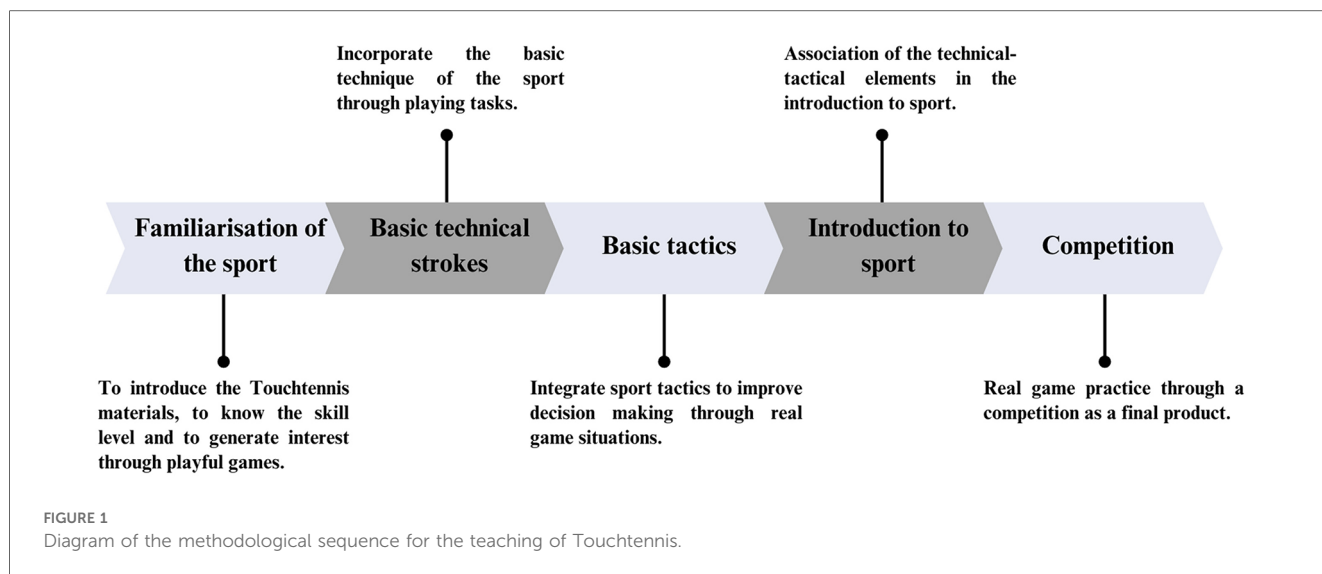 Incorporate the basic
technique of the sport
through playing tasks.
Association of the technical-
tactical elements in the
introduction to sport.
Familiarisation of
the sport
Basic technical
strokes
Basic tactics
Introduction to
sport
Competition
To introduce the Touchtennis
materials, to know the skill
level and to generate interest
through playful games.
Integrate sport tactics to improve
decision making through real
game situations.
Real game practice through a
competition as a final product.
FIGURE 1
Diagram of the methodological sequence for the teaching of Touchtennis.